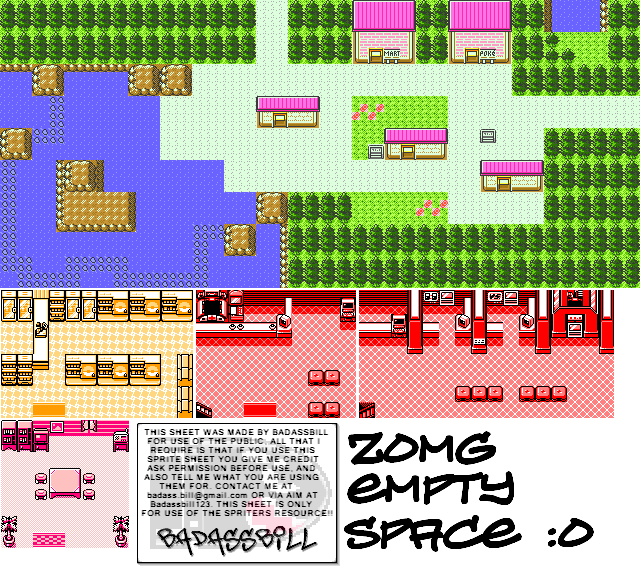 MART
POKE
THIS SHEET WAS MADE BY BADASSBILL
FOR USE OF THE PUBLIC. ALL THAT I
REQUIRE IS THAT IF YOU USE THIS
SPRITE SHEET YOU GIVE ME CREDIT
ASK PERMISSION BEFORE USE, AND
ALSO TELL ME WHAT YOU ARE USING
THEM FOR. CONTACT ME AT -
badass.bill@gmail.com OR VIA AIM AT
Badassbill123. THIS SHEET IS ONLY
FOR USE OF THE SPRITERS RESOURCE!!
BADASSBILL
ZOMG
EMPTY
SPACE :O